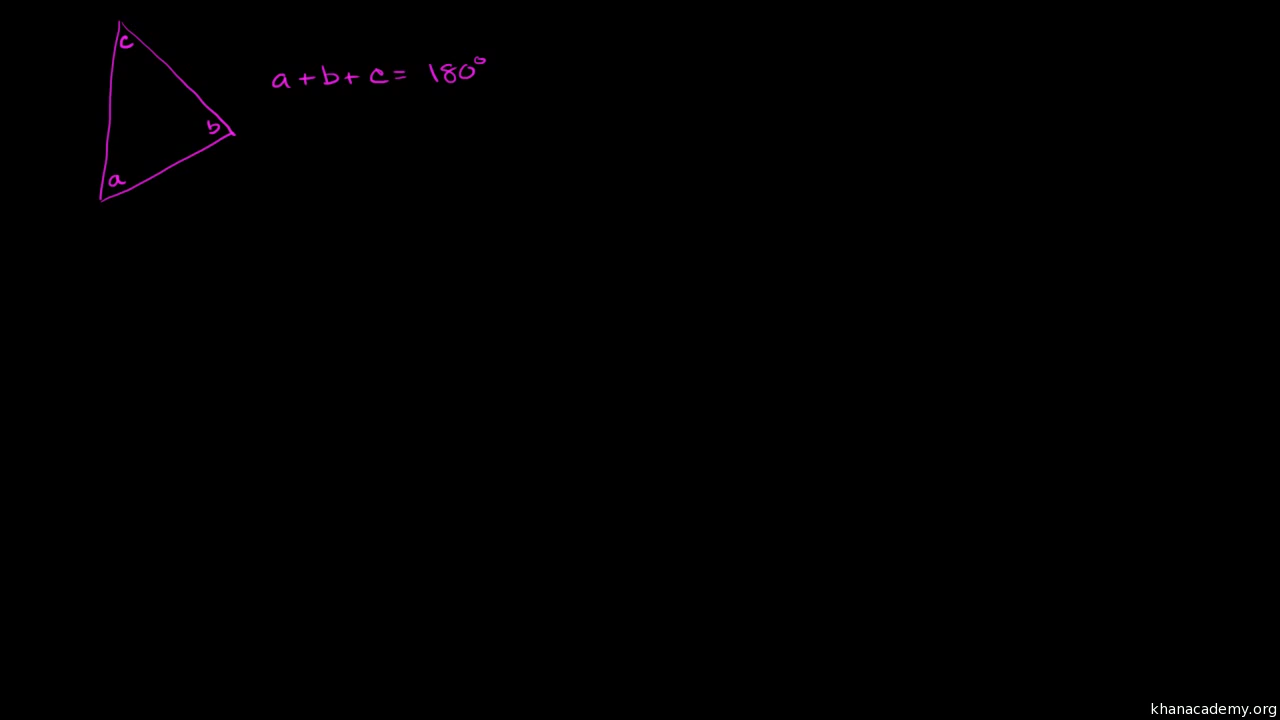 c
a + b + c = 180°
b
a
khanacademy.org